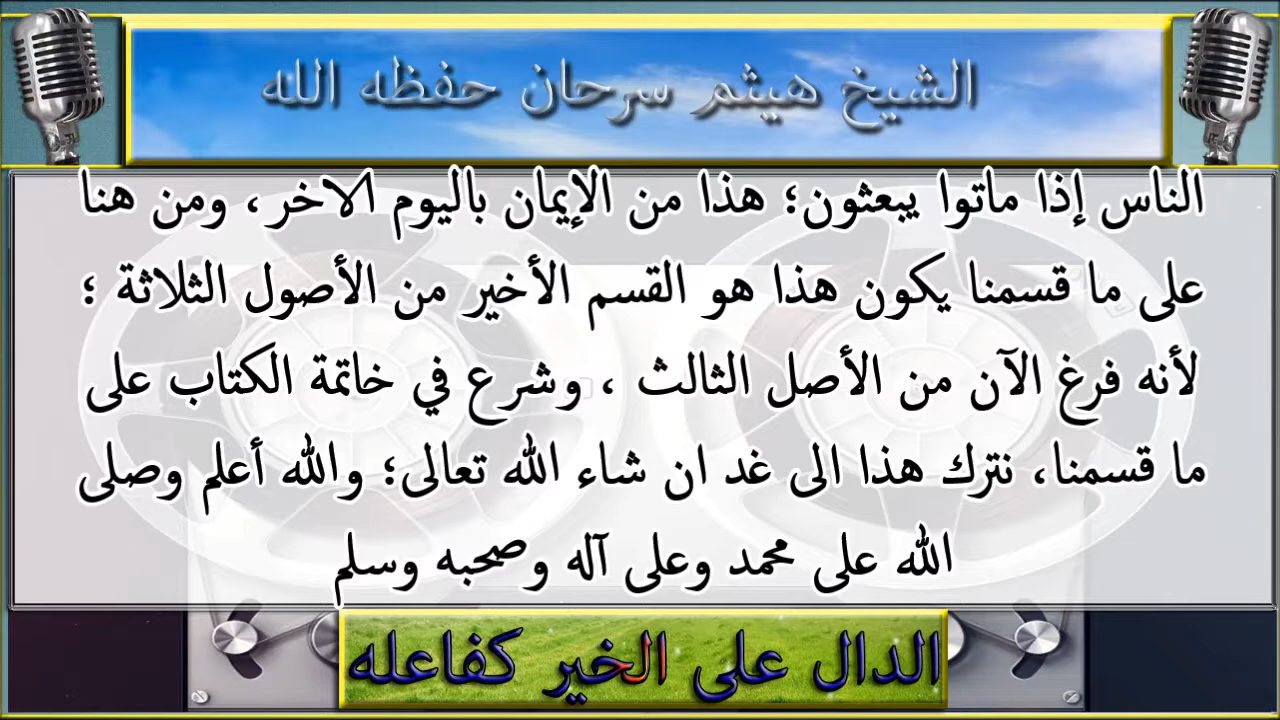 الشيخ هيثم سرحان حفظه الله
الناس إذا ماتوا يبعثون؛ هذا من الإيمان باليوم الاخر، ومن هنا
على ما قسمنا يكون هذا هو القسم الأخير من الأصول الثلاثة ؛
لأنه فرغ الآن من الأصل الثالث ، وشرع في خاتمة الكتاب على
ما قسمنا، نترك هذا الى غد ان شاء الله تعالى؛ والله أعلم وصلى
الله على محمد وعلى آله وصحبه وسلم
الدال على الخير كفاعله